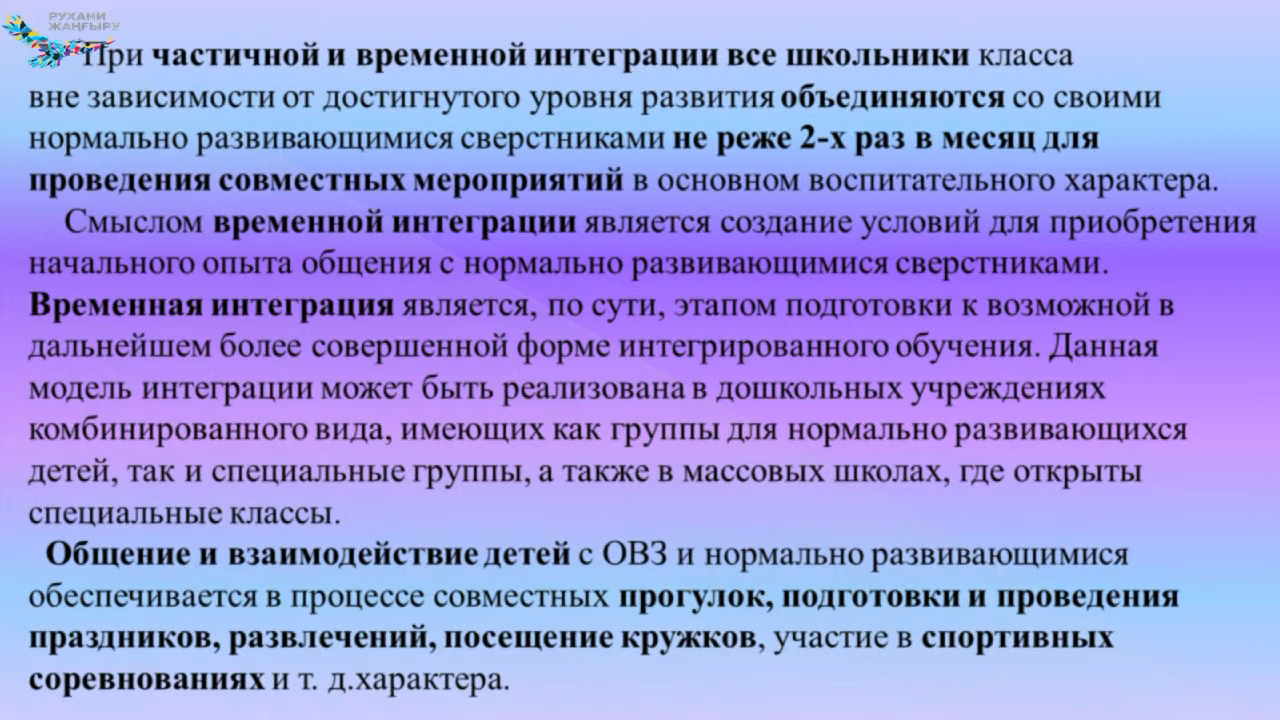 РУХАНИ
ЖАҢҒЫРУ
При частичной и временной интеграции все школьники класса
вне зависимости от достигнутого уровня развития объединяются со своими
нормально развивающимися сверстниками не реже 2-х раз в месяц для
проведения совместных мероприятий в основном воспитательного характера.
Смыслом временной интеграции является создание условий для приобретения
начального опыта общения с нормально развивающимися сверстниками.
Временная интеграция является, по сути, этапом подготовки к возможной в
дальнейшем более совершенной форме интегрированного обучения. Данная
модель интеграции может быть реализована в дошкольных учреждениях
комбинированного вида, имеющих как группы для нормально развивающихся
детей, так и специальные группы, а также в массовых школах, где открыты
специальные классы.
Общение и взаимодействие детей с ОВЗ и нормально развивающимися
обеспечивается в процессе совместных прогулок, подготовки и проведения
праздников, развлечений, посещение кружков, участие в спортивных
соревнованиях и т. д.характера.